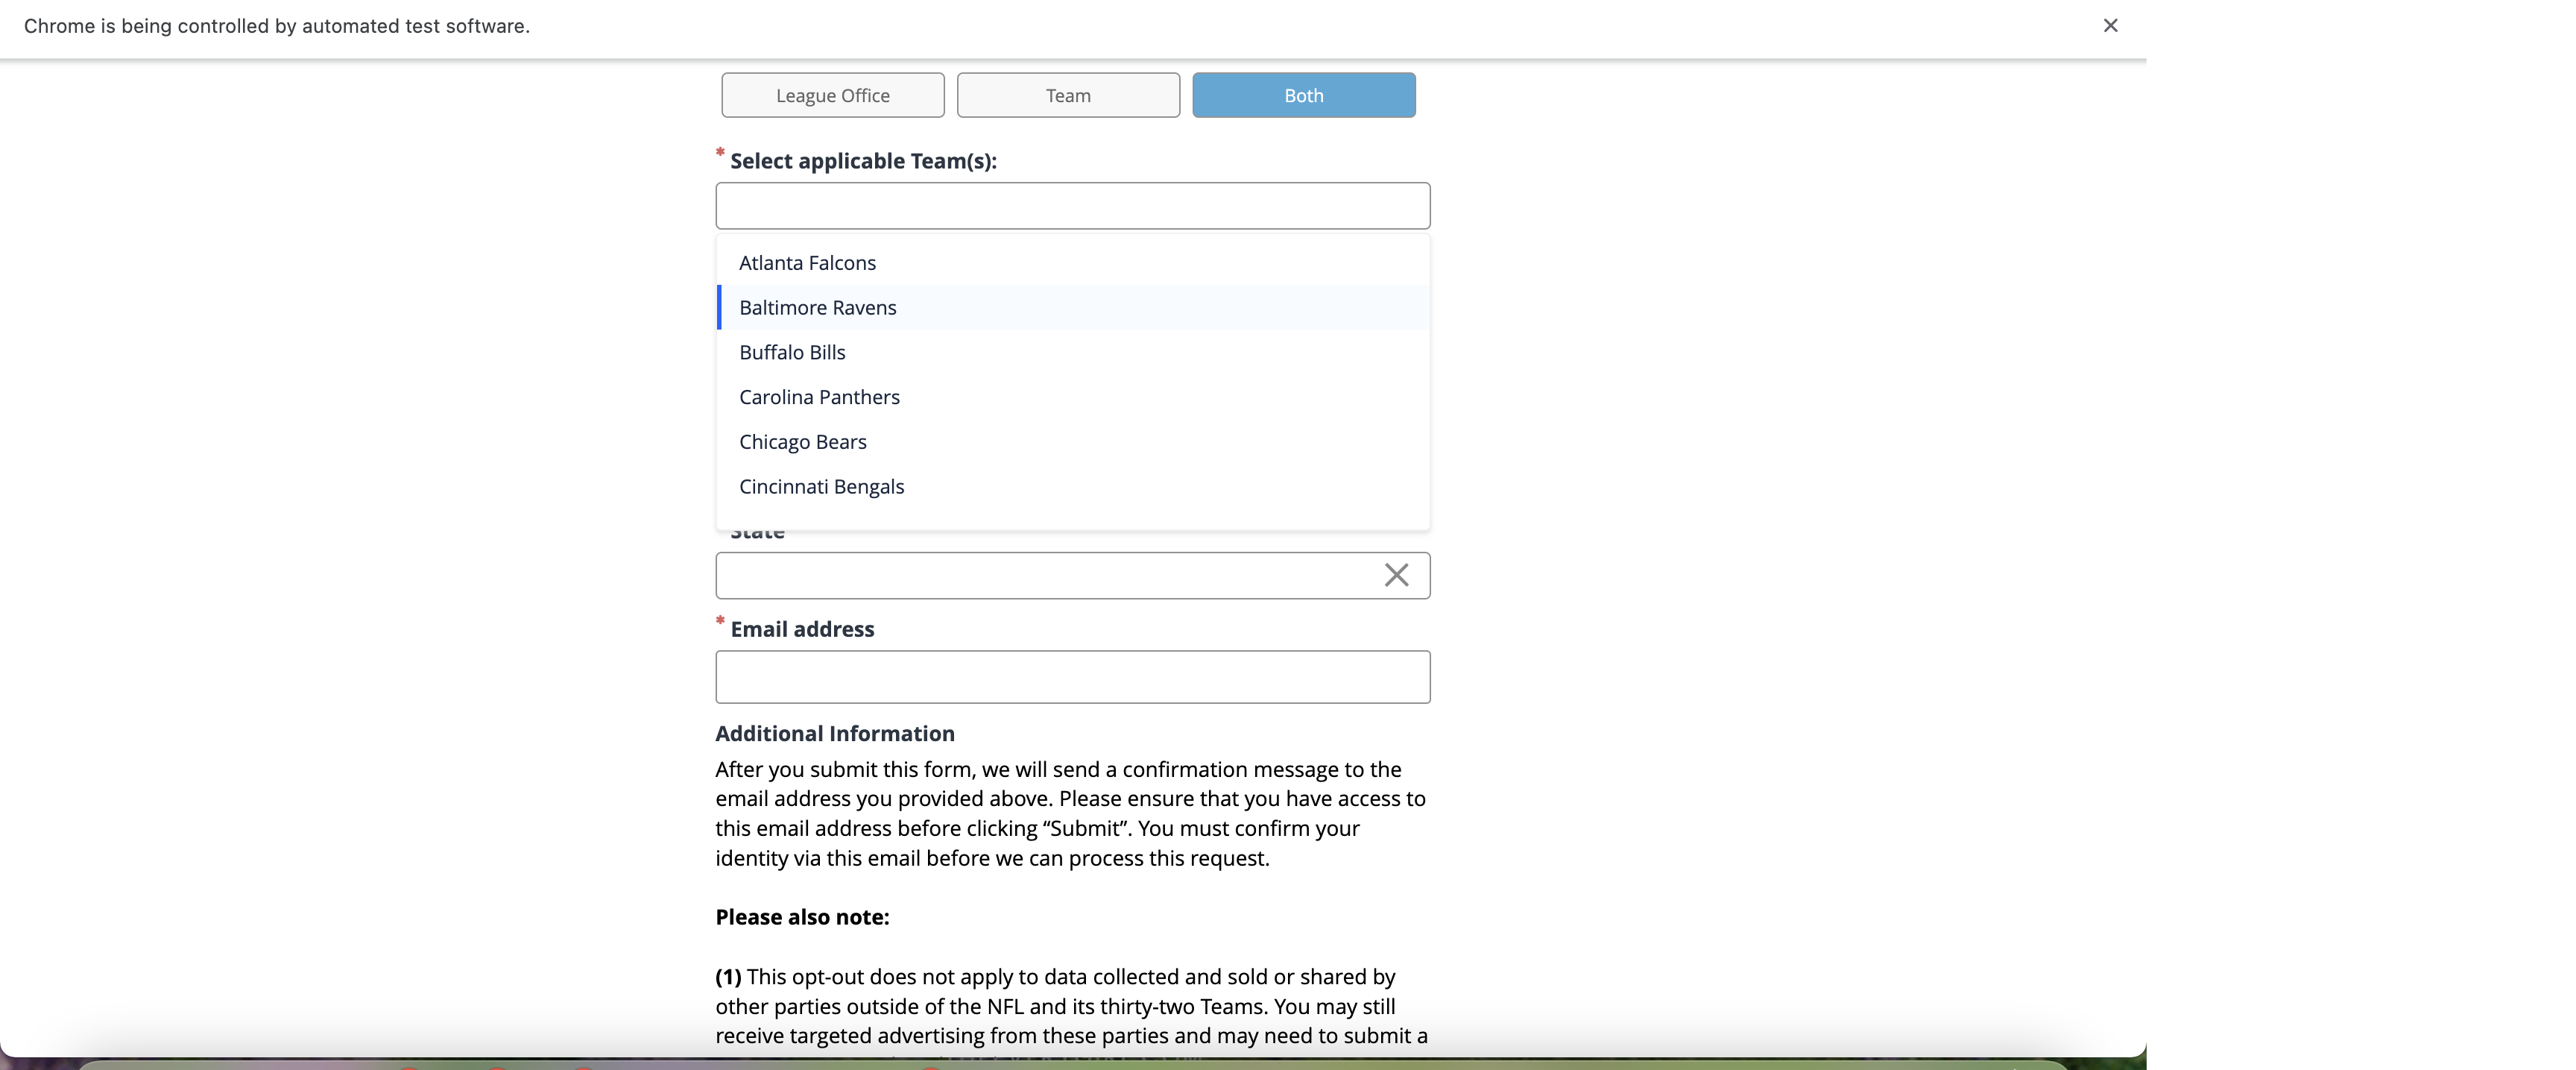 Chrome is being controlled by automated test software.
League Office
Team
Both
* Select applicable Team(s):
Atlanta Falcons
Baltimore Ravens
Buffalo Bills
Carolina Panthers
Chicago Bears
Cincinnati Bengals
State
* Email address
Additional Information
After you submit this form, we will send a confirmation message to the
email address you provided above. Please ensure that you have access to
this email address before clicking “Submit”. You must confirm your
identity via this email before we can process this request.
Please also note:
(1) This opt-out does not apply to data collected and sold or shared by
other parties outside of the NFL and its thirty-two Teams. You may still
receive targeted advertising from these parties and may need to submit a